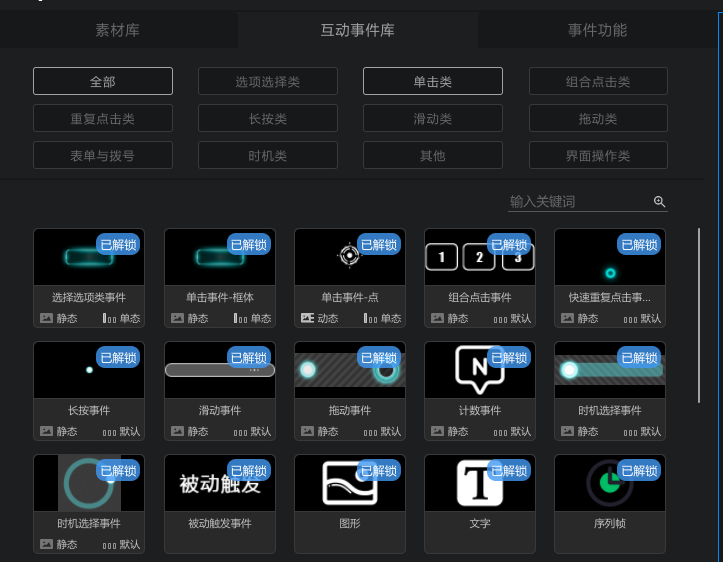 素材库 互动事件库 事件功能
全部 选项选择类 单击类 组合点击类
重复点击类 长按类 滑动类 拖动类
表单与拨号 时机类 其他 界面操作类
输入关键词
已解锁 已解锁 已解锁 1 2 3 已解锁 已解锁
选择选项类事件 单击事件-框体 单击事件-点 组合点击事件 快速重复点击事...
静态 单态 静态 单态 动态 单态 静态 默认 静态 默认
已解锁 已解锁 已解锁 N 已解锁 已解锁
长按事件 滑动事件 拖动事件 计数事件 时机选择事件
静态 默认 静态 默认 静态 默认 静态 默认 静态 默认
已解锁 被动触发 已解锁 已解锁 T 已解锁 已解锁
时机选择事件 被动触发事件 图形 文字 序列帧
静态 默认